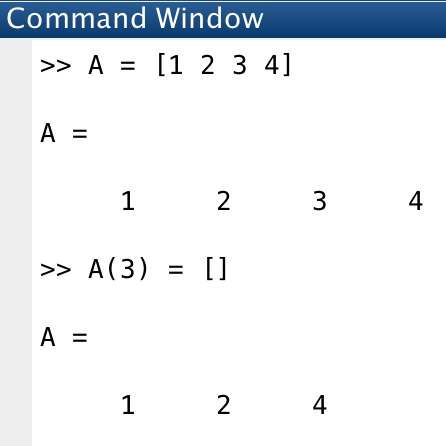 Command Window
>> A = [1 2 3 4]
A =
1 2 3 4
>> A(3) = []
A =
1 2 4